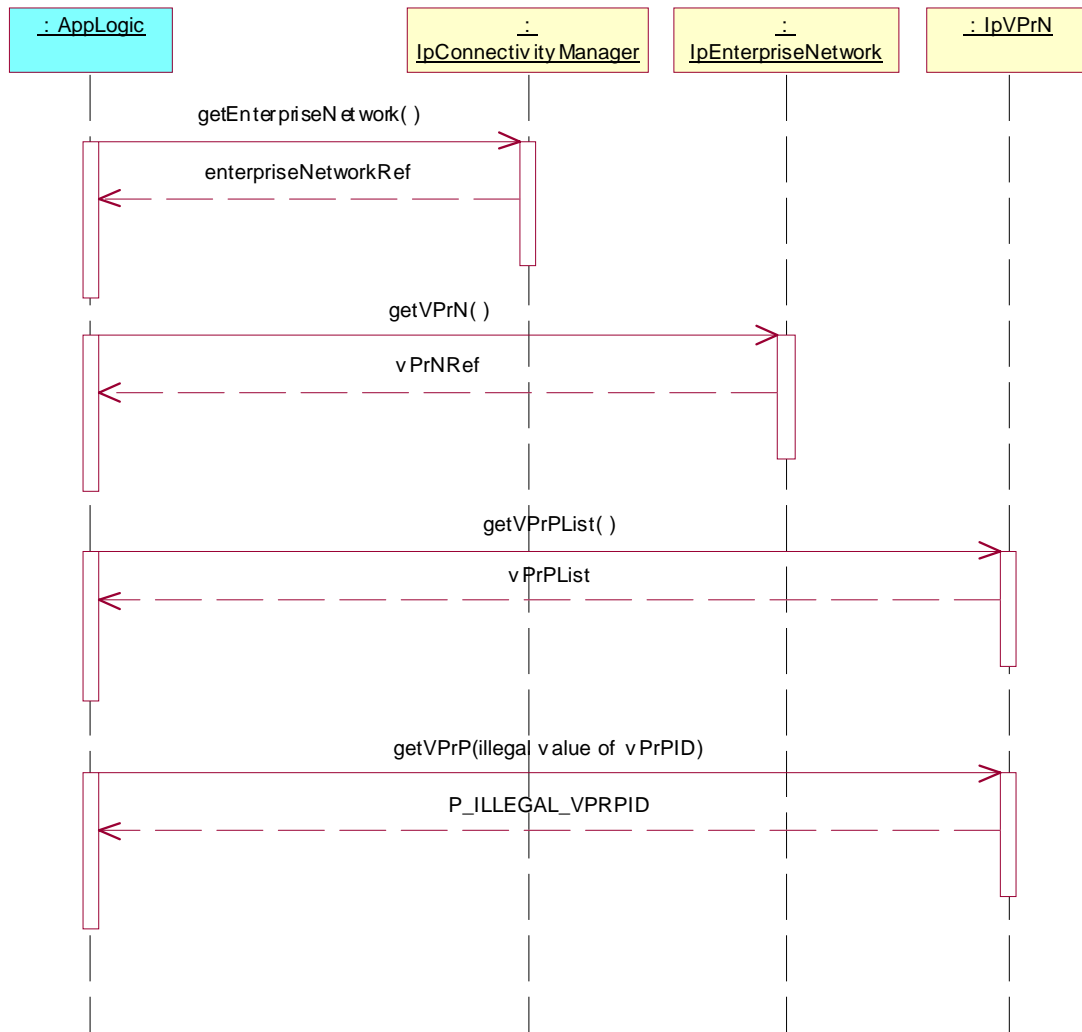 : AppLogic
:
IpConnectivityManager
:
IpEnterpriseNetwork
: IpVPrN
getEnterpriseNetwork( )
enterpriseNetworkRef
getVPrN( )
vPrNRef
getVPrPList( )
vPrPList
getVPrP(illegal value of vPrPID)
P_ILLEGAL_VPRPID